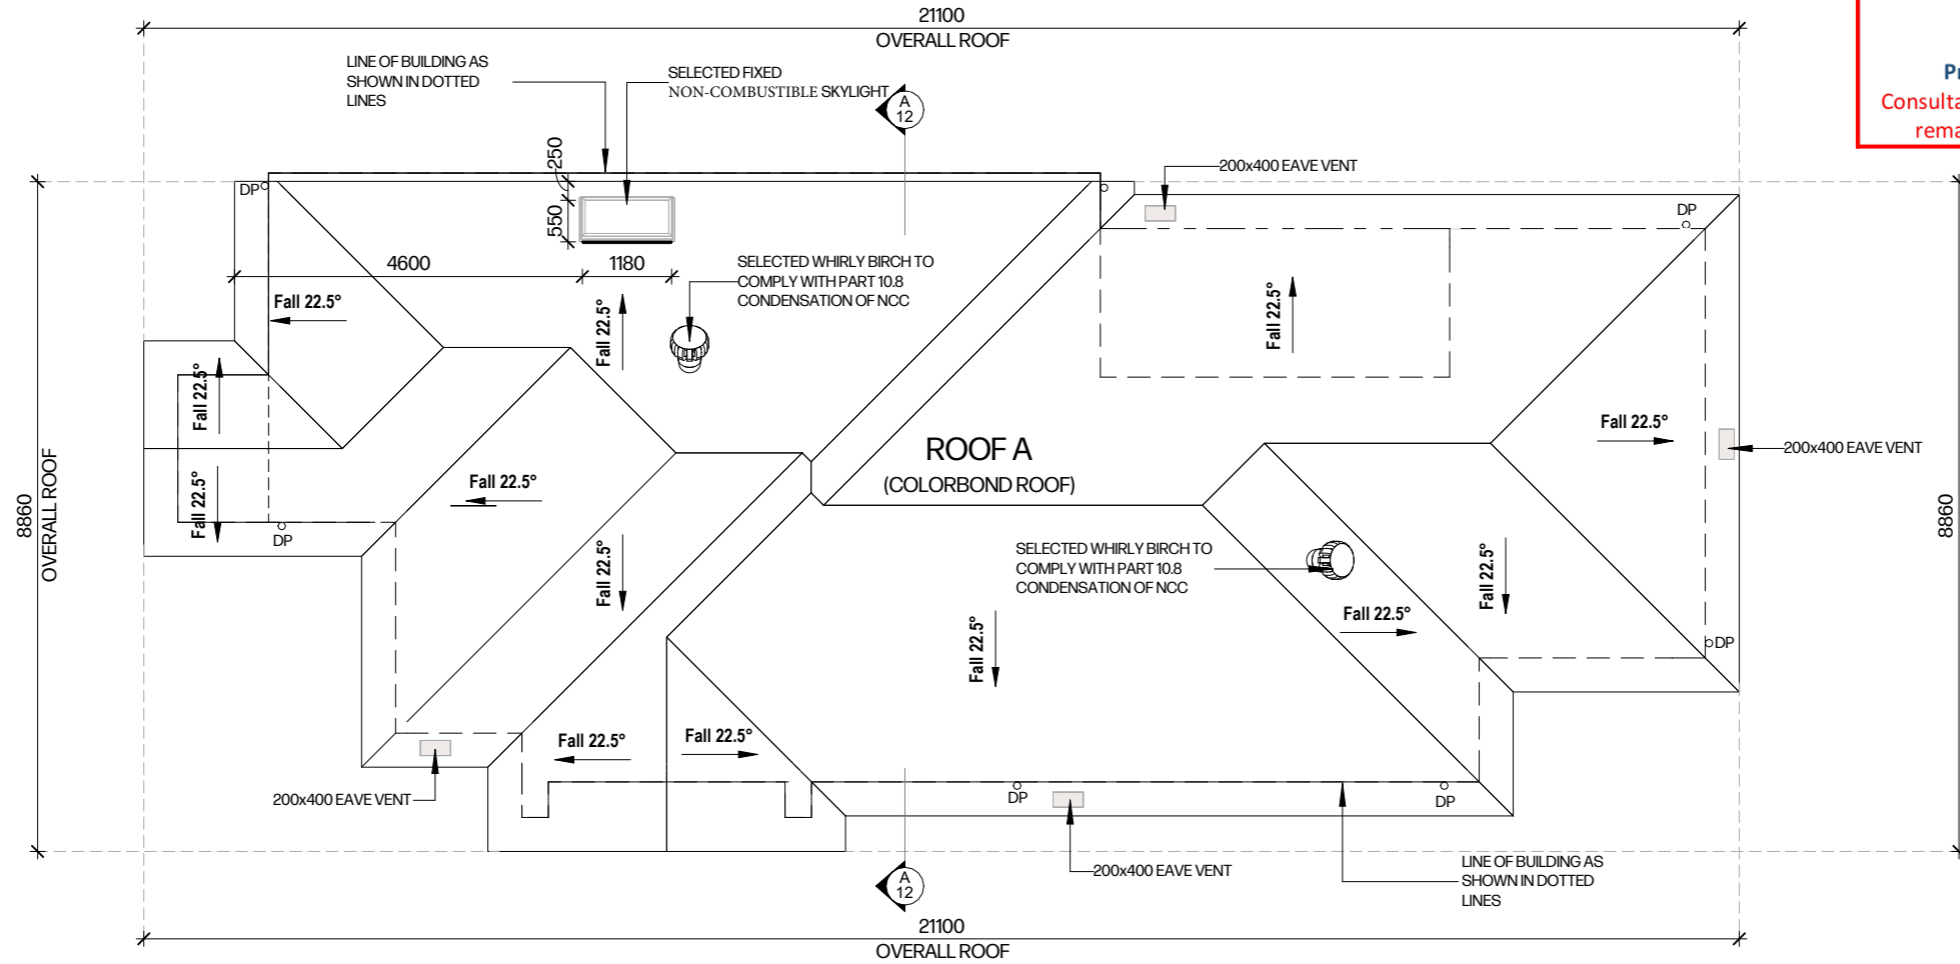 21100
OVERALL ROOF
LINE OF BUILDING AS
SHOWN IN DOTTED
LINES
SELECTED FIXED
NON-COMBUSTIBLE SKYLIGHT
A
12
Pr
Consulta
rema
250
550
DP
200x400 EAVE VENT
DP
4600
1180
SELECTED WHIRLY BIRCH TO
COMPLY WITH PART 10.8
CONDENSATION OF NCC
Fall 22.5°
Fall 22.5°
Fall 22.5°
Fall 22.5°
Fall 22.5°
ROOF A
(COLORBOND ROOF)
200x400 EAVE VENT
8860
OVERALL ROOF
Fall 22.5°
Fall 22.5°
DP
8860
SELECTED WHIRLY BIRCH TO
COMPLY WITH PART 10.8
CONDENSATION OF NCC
Fall 22.5°
Fall 22.5°
Fall 22.5°
Fall 22.5°
DP
Fall 22.5°
Fall 22.5°
200x400 EAVE VENT
DP
DP
200x400 EAVE VENT
LINE OF BUILDING AS
SHOWN IN DOTTED
LINES
A
12
21100
OVERALL ROOF